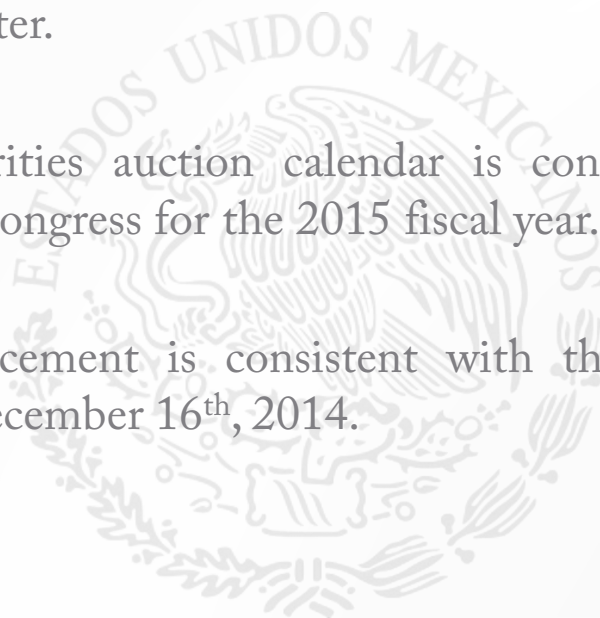 ter.
UNIDOS MEXICANOS
ESTADOS
rities auction calendar is con
ongress for the 2015 fiscal year.
cement is consistent with th
ecember 16th, 2014.